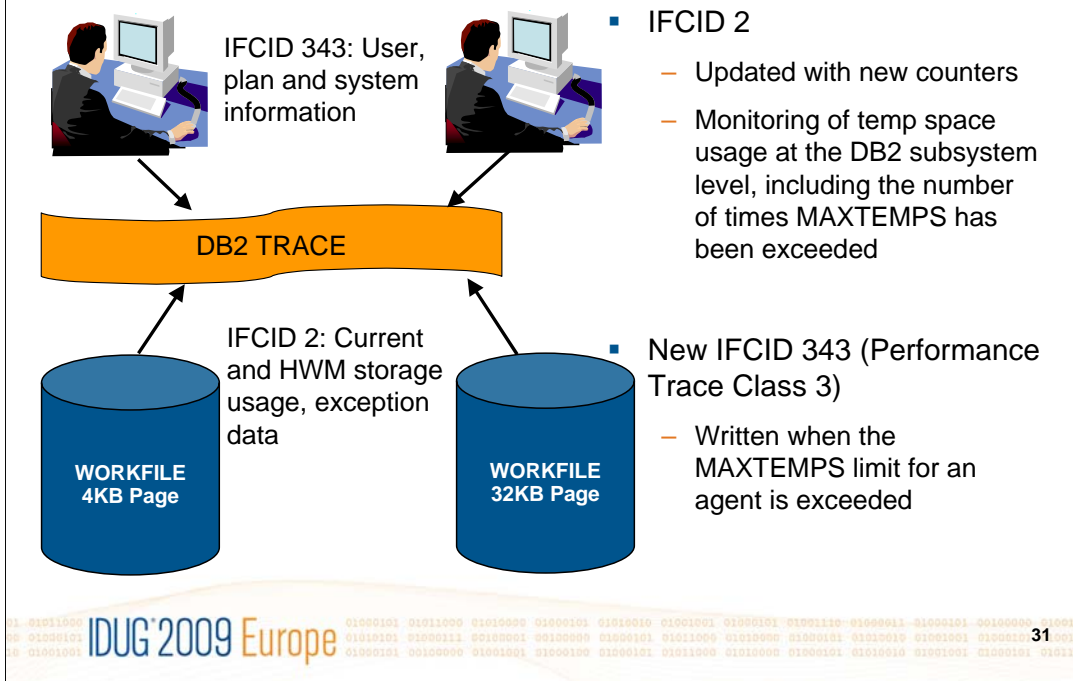 IFCID 343: User,
plan and system
information
DB2 TRACE
IFCID 2: Current
and HWM storage
usage, exception
data
WORKFILE
4KB Page
WORKFILE
32KB Page
▪ IFCID 2
– Updated with new counters
– Monitoring of temp space
usage at the DB2 subsystem
level, including the number
of times MAXTEMPS has
been exceeded
▪ New IFCID 343 (Performance
Trace Class 3)
– Written when the
MAXTEMPS limit for an
agent is exceeded
IDUG 2009 Europe
31